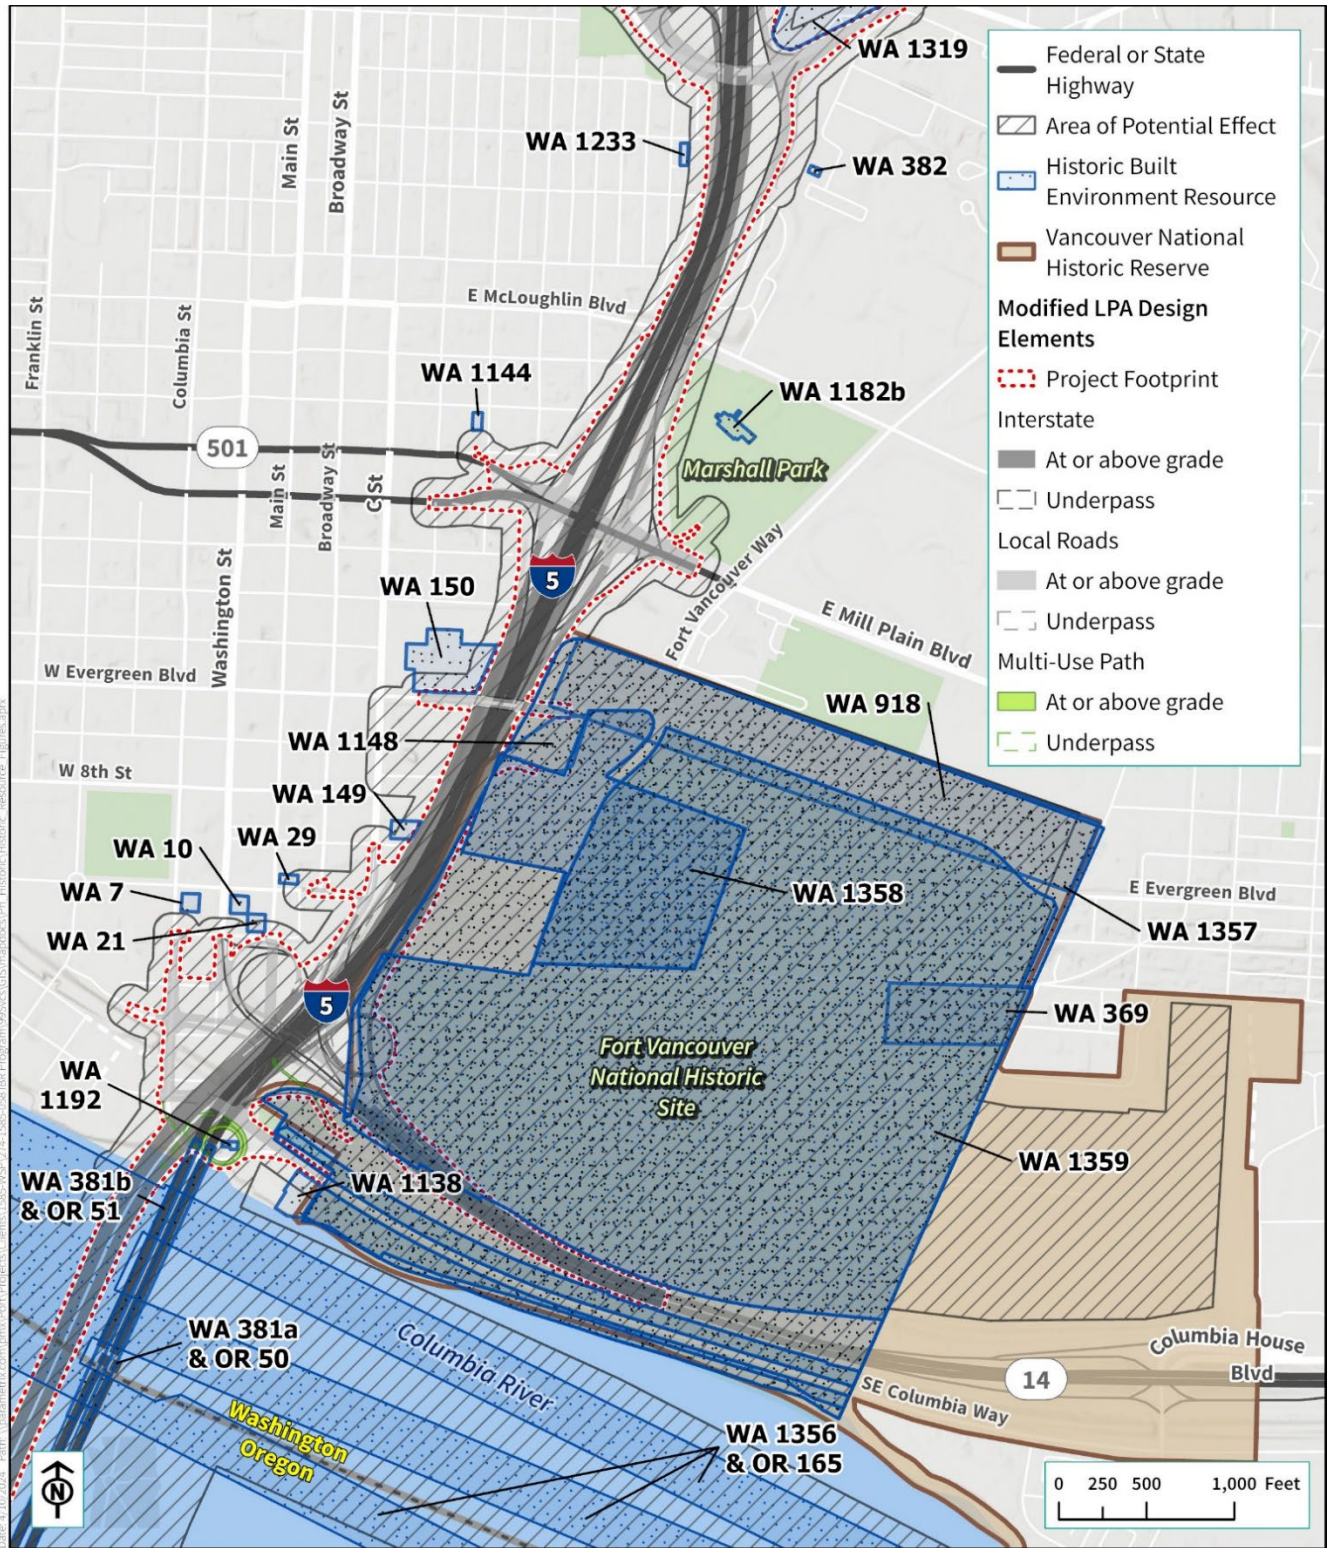 WA 1319
WA 1233
WA 382
Main St
Broadway St
Federal or State
Highway
Area of Potential Effect
Historic Built
Environment Resource
Vancouver National
Historic Reserve
Modified LPA Design
Elements
Project Footprint
Interstate
At or above grade
Underpass
Local Roads
At or above grade
Underpass
Multi-Use Path
At or above grade
Underpass
E McLoughlin Blvd
Franklin St
Columbia St
WA 1144
WA 1182b
501
Marshall Park
Main St
Broadway St
C St
Washington St
5
WA 150
Fort Vancouver Way
E Mill Plain Blvd
W Evergreen Blvd
WA 918
WA 1148
W 8th St
WA 149
WA 29
WA 10
WA 7
WA 21
WA 1358
E Evergreen Blvd
WA 1357
5
WA 369
Fort Vancouver
National Historic
Site
WA
1192
WA 1359
WA 381b
& OR 51
WA 1138
WA 381a
& OR 50
Columbia River
Columbia House
Blvd
14
SE Columbia Way
Washington
Oregon
WA 1356
& OR 165
N
0 250 500 1,000 Feet